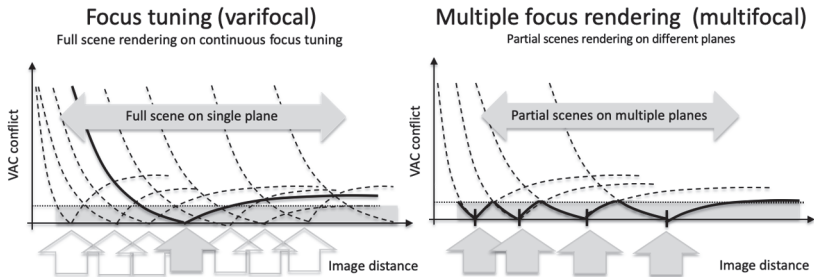 Focus tuning (varifocal)
Full scene rendering on continuous focus tuning
VAC conflict
Full scene on single plane
Image distance
Multiple focus rendering (multifocal)
Partial scenes rendering on different planes
VAC conflict
Partial scenes on multiple planes
Image distance